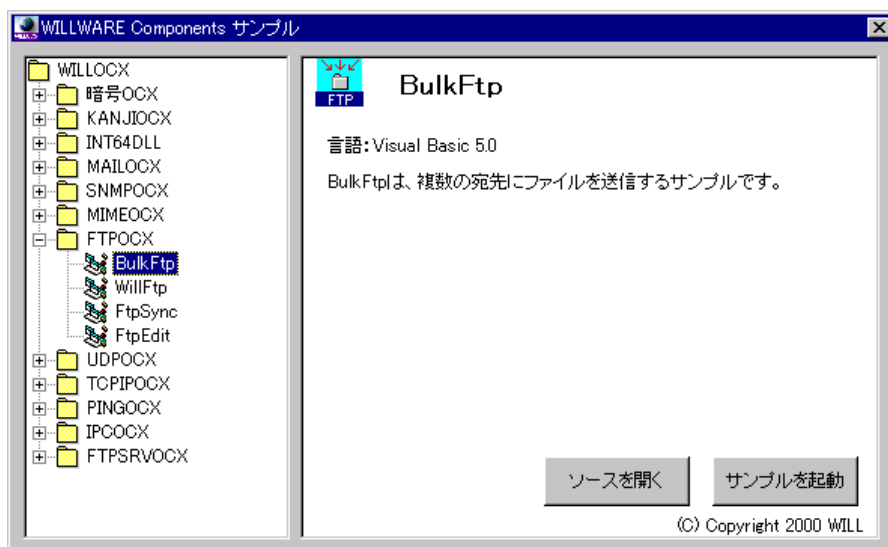 WILLWARE Components サンプル
WILLOCX
暗号OCX
KANJIOCX
INT64DLL
MAILOCX
SNMPOCX
MIMEOCX
FTPOCX
BulkFtp
WillFtp
FtpSync
FtpEdit
UDPOCX
TCPIPOCX
PINGOCX
IPCOCX
FTPSRVOCX
FTP
BulkFtp
言語:Visual Basic 5.0
BulkFtpは、複数の宛先にファイルを送信するサンプルです。
ソースを開く
サンプルを起動
(C) Copyright 2000 WILL